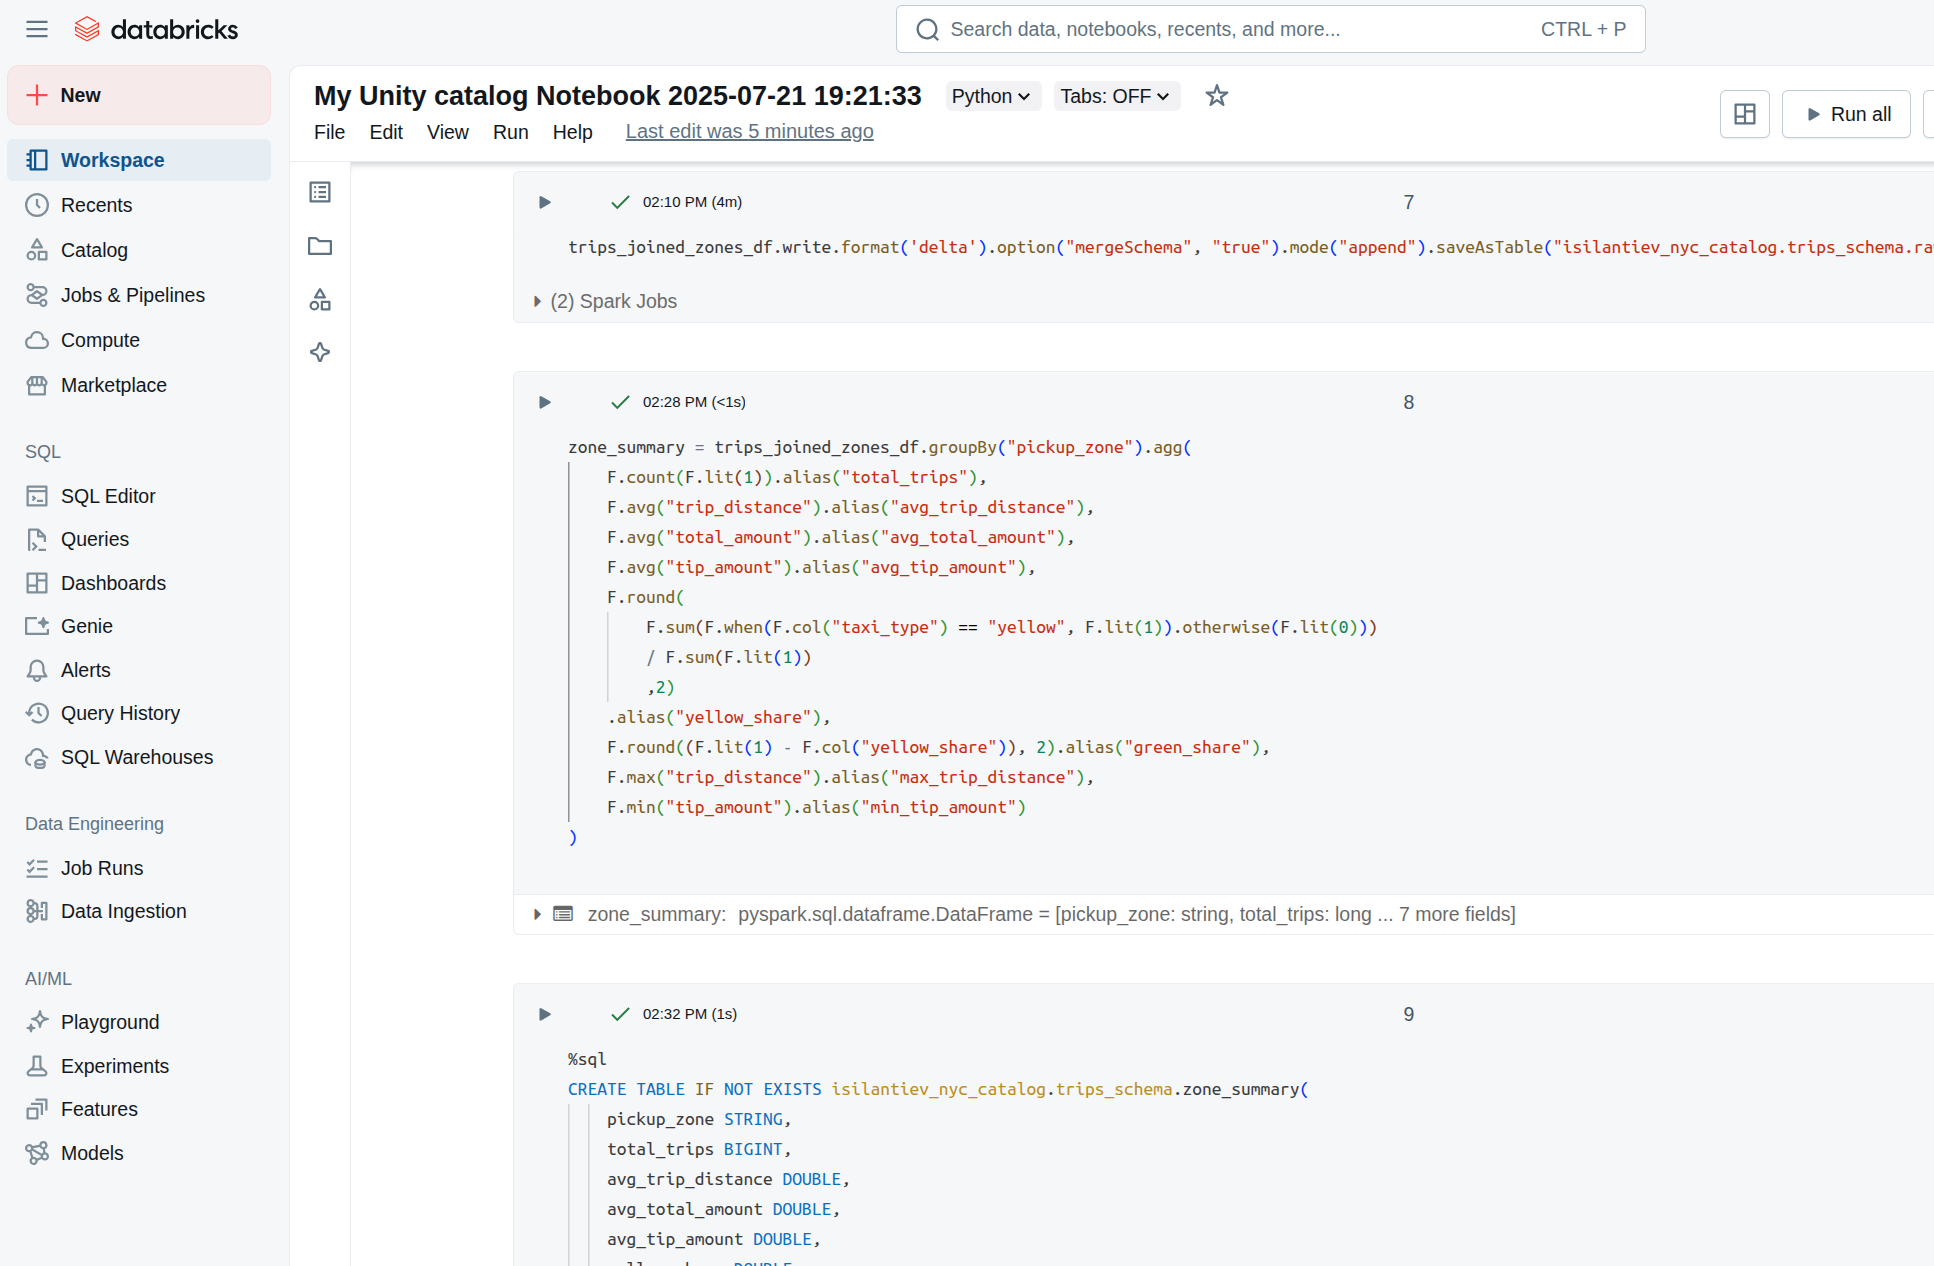 databricks
Search data, notebooks, recents, and more...
CTRL + P
New
Workspace
Recents
Catalog
Jobs & Pipelines
Compute
Marketplace
SQL
SQL Editor
Queries
Dashboards
Genie
Alerts
Query History
SQL Warehouses
Data Engineering
Job Runs
Data Ingestion
AI/ML
Playground
Experiments
Features
Models
My Unity catalog Notebook 2025-07-21 19:21:33
Python
Tabs: OFF
File Edit View Run Help Last edit was 5 minutes ago
Run all
02:10 PM (4m)
7
trips_joined_zones_df.write.format('delta').option("mergeSchema", "true").mode("append").saveAsTable("isilantiev_nyc_catalog.trips_schema.ra
(2) Spark Jobs
02:28 PM (<1s)
8
zone_summary = trips_joined_zones_df.groupBy("pickup_zone").agg(
F.count(F.lit(1)).alias("total_trips"),
F.avg("trip_distance").alias("avg_trip_distance"),
F.avg("total_amount").alias("avg_total_amount"),
F.avg("tip_amount").alias("avg_tip_amount"),
F.round(
F.sum(F.when(F.col("taxi_type") == "yellow", F.lit(1)).otherwise(F.lit(0)))
/ F.sum(F.lit(1))
,2)
.alias("yellow_share"),
F.round((F.lit(1) - F.col("yellow_share")), 2).alias("green_share"),
F.max("trip_distance").alias("max_trip_distance"),
F.min("tip_amount").alias("min_tip_amount")
)
zone_summary: pyspark.sql.dataframe.DataFrame = [pickup_zone: string, total_trips: long ... 7 more fields]
02:32 PM (1s)
9
%sql
CREATE TABLE IF NOT EXISTS isilantiev_nyc_catalog.trips_schema.zone_summary(
pickup_zone STRING,
total_trips BIGINT,
avg_trip_distance DOUBLE,
avg_total_amount DOUBLE,
avg_tip_amount DOUBLE,